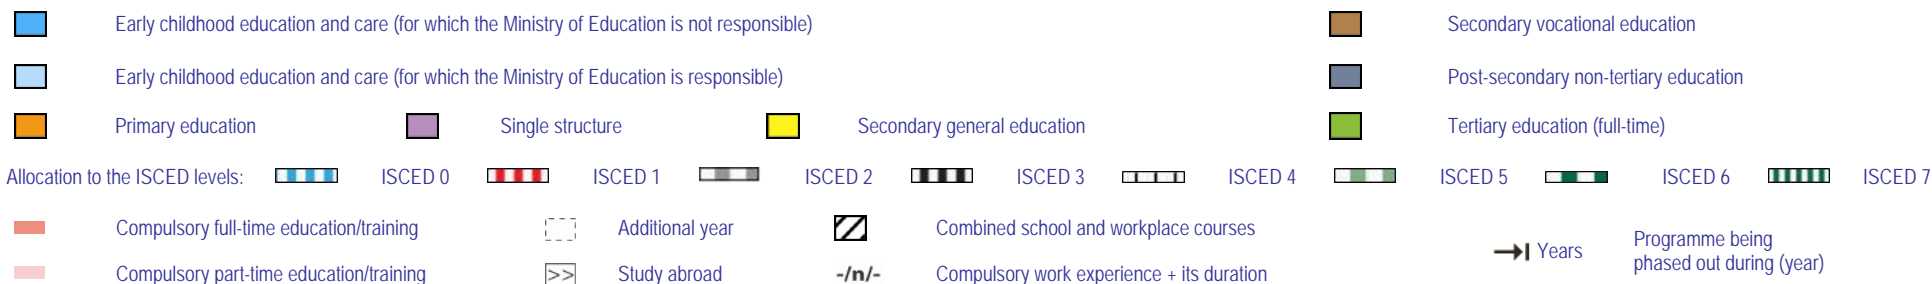 Early childhood education and care (for which the Ministry of Education is not responsible)
Secondary vocational education
Early childhood education and care (for which the Ministry of Education is responsible)
Post-secondary non-tertiary education
Primary education
Single structure
Secondary general education
Tertiary education (full-time)
Allocation to the ISCED levels:
ISCED 0
ISCED 1
ISCED 2
ISCED 3
ISCED 4
ISCED 5
ISCED 6
ISCED 7
Compulsory full-time education/training
Additional year
Combined school and workplace courses
Years
Programme being
phased out during (year)
Compulsory part-time education/training
>>
Study abroad
-/n/-
Compulsory work experience + its duration